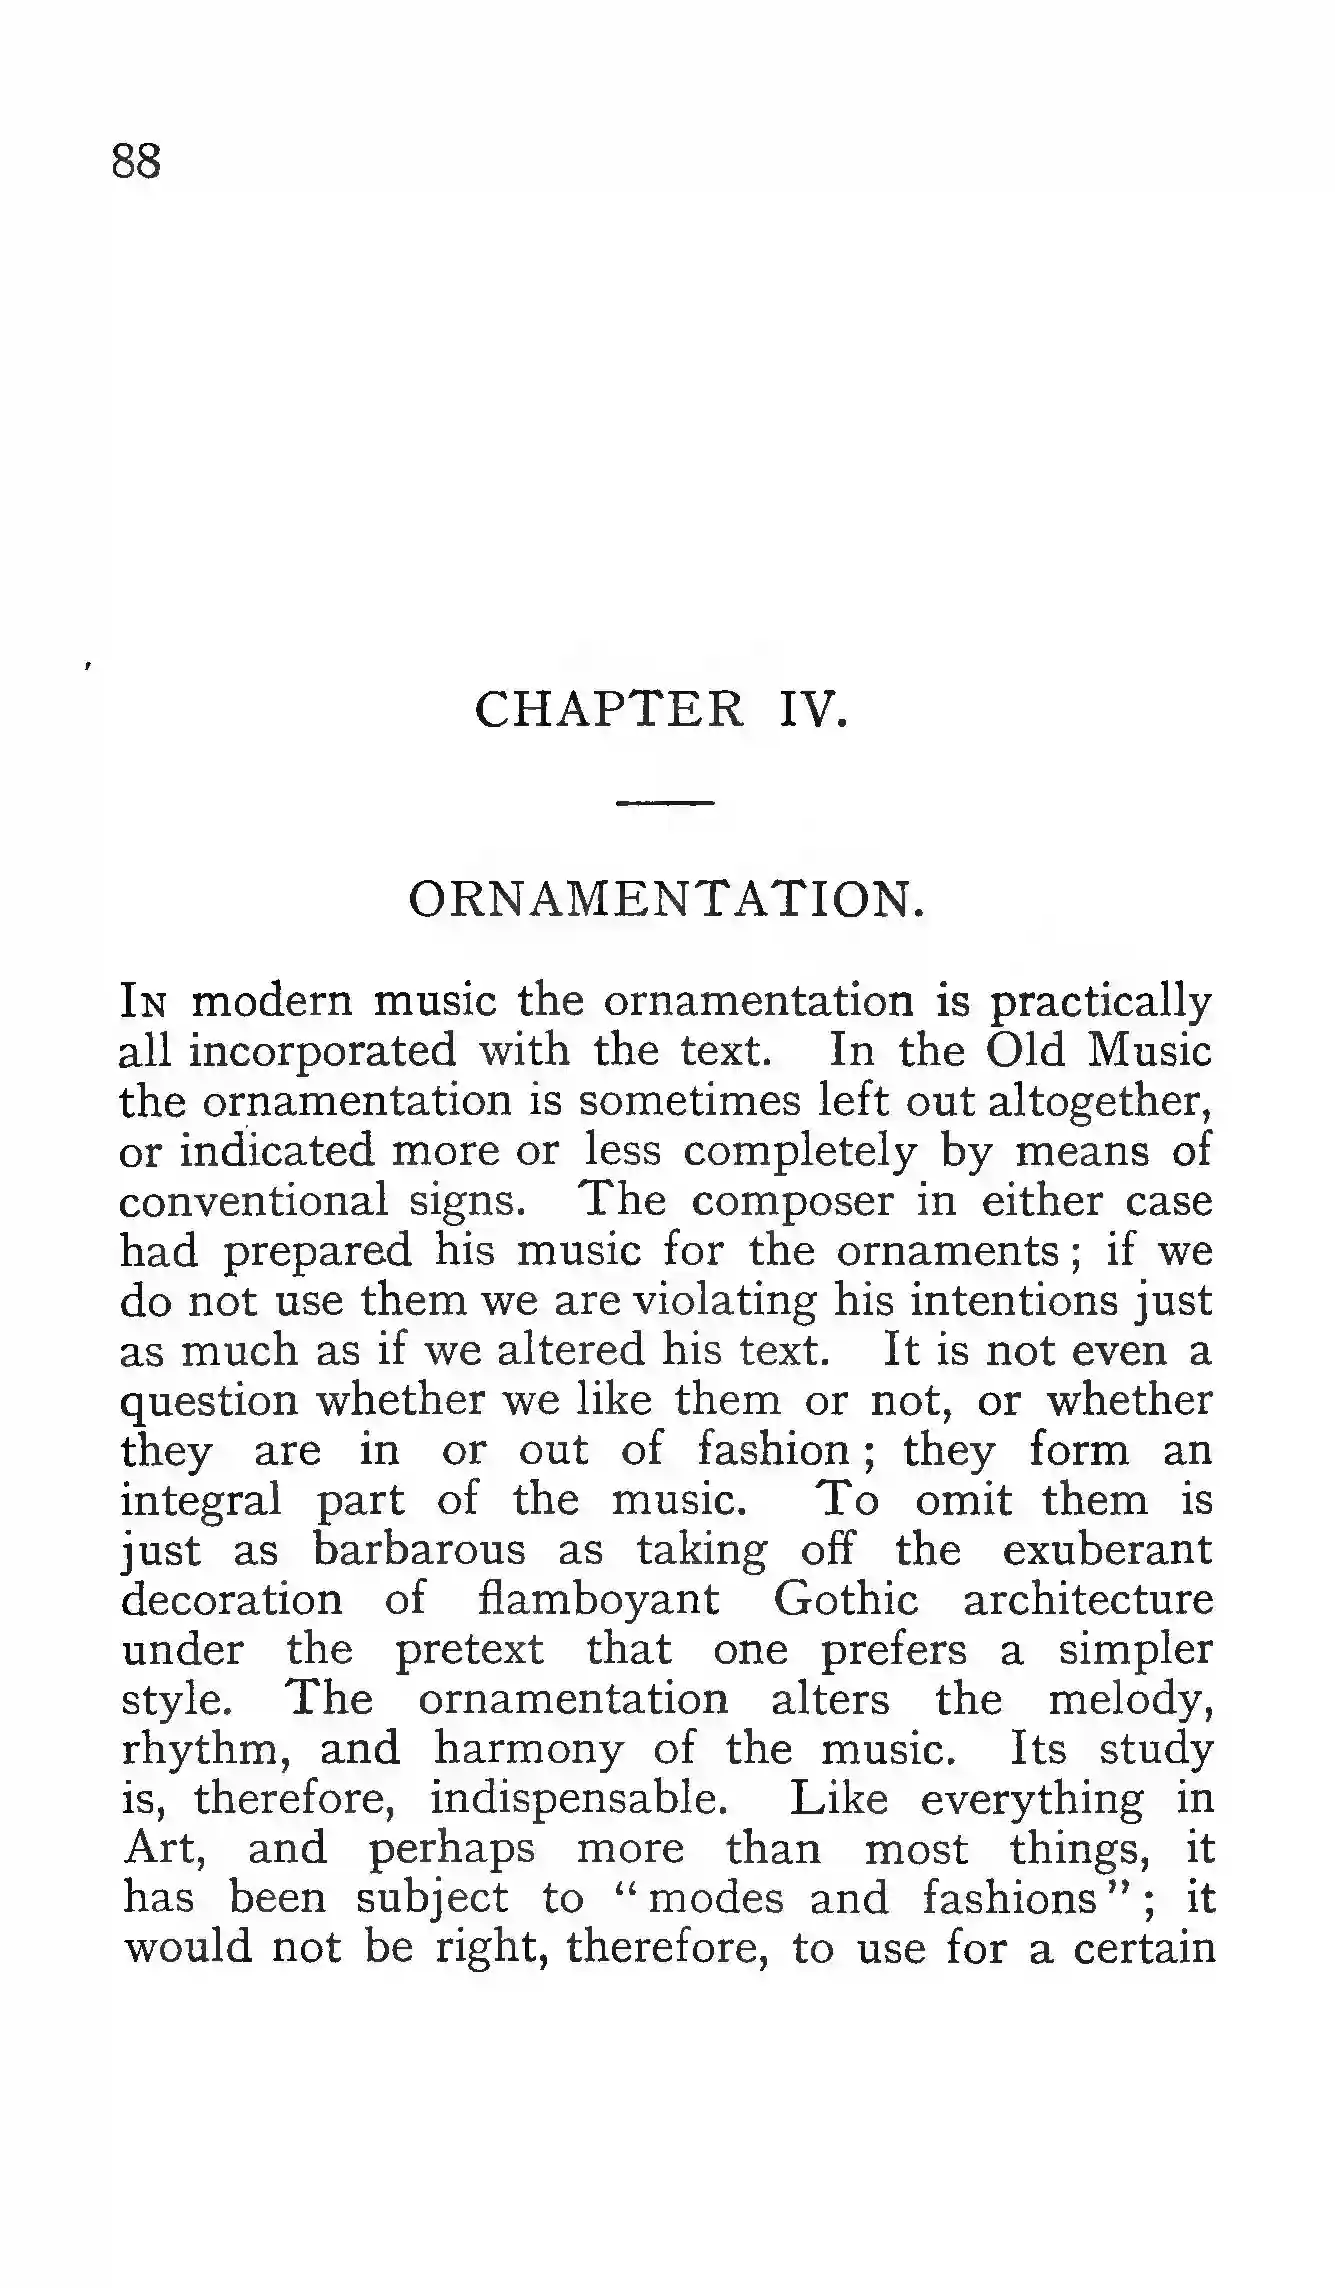 88
CHAPTER IV.
ORNAMENTATION.
IN modern music the ornamentation is practically
all incorporated with the text. In the Old Music
the ornamentation is sometimes left out altogether,
or indicated more or less completely by means of
conventional signs. The composer in either case
had prepared his music for the ornaments ; if we
do not use them we are violating his intentions just
as much as if we altered his text. It is not even a
question whether we like them or not, or whether
they are in or out of fashion ; they form an
integral part of the music. To omit them is
just as barbarous as taking off the exuberant
decoration of flamboyant Gothic architecture
under the pretext that one prefers a simpler
style. The ornamentation alters the melody,
rhythm, and harmony of the music. Its study
is, therefore, indispensable. Like everything in
Art, and perhaps more than most things, it
has been subject to “ modes and fashions ” ; it
would not be right, therefore, to use for a certain